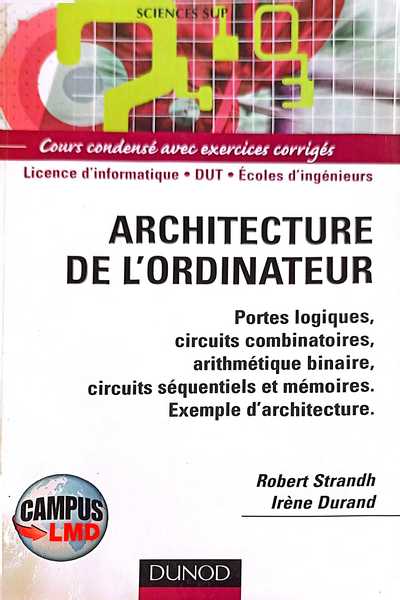 SCIENCES SUP
Cours condensé avec exercices corrigés
Licence d'informatique • DUT • Écoles d'ingénieurs
ARCHITECTURE
DE L'ORDINATEUR
Portes logiques,
circuits combinatoires,
arithmétique binaire,
circuits séquentiels et mémoires.
Exemple d'architecture.
Robert Strandh
Irène Durand
CAMPUS
LMD
DUNOD